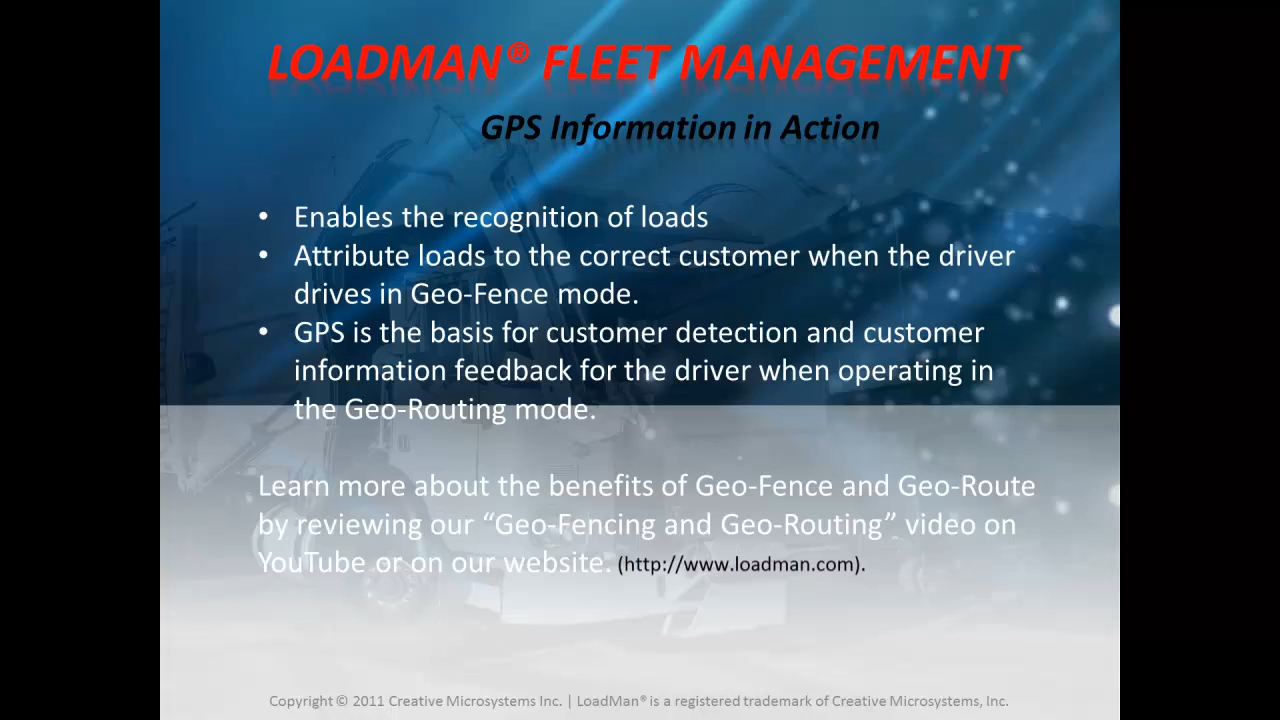 LOADMAN® FLEET MANAGEMENT
GPS Information in Action
• Enables the recognition of loads
• Attribute loads to the correct customer when the driver
drives in Geo-Fence mode.
• GPS is the basis for customer detection and customer
information feedback for the driver when operating in
the Geo-Routing mode.
Learn more about the benefits of Geo-Fence and Geo-Route
by reviewing our “Geo-Fencing and Geo-Routing” video on
YouTube or on our website. (http://www.loadman.com).
Copyright © 2011 Creative Microsystems Inc. | LoadMan® is a registered trademark of Creative Microsystems, Inc.